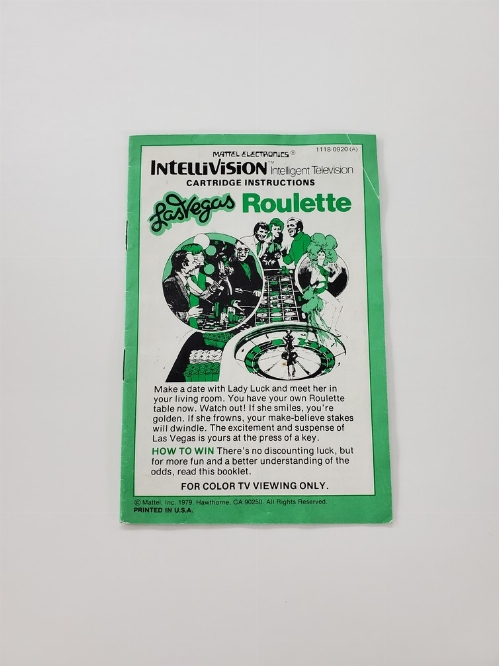 MATTEL ELECTRONICS®
1118-0920 (A)
INTELLIVISION™ Intelligent Television
CARTRIDGE INSTRUCTIONS
Las Vegas Roulette
Make a date with Lady Luck and meet her in
your living room. You have your own Roulette
table now. Watch out! If she smiles, you're
golden. If she frowns, your make-believe stakes
will dwindle. The excitement and suspense of
Las Vegas is yours at the press of a key.
HOW TO WIN There's no discounting luck, but
for more fun and a better understanding of the
odds, read this booklet.
FOR COLOR TV VIEWING ONLY.
© Mattel, Inc. 1979. Hawthorne, CA 90250. All Rights Reserved.
PRINTED IN U.S.A.